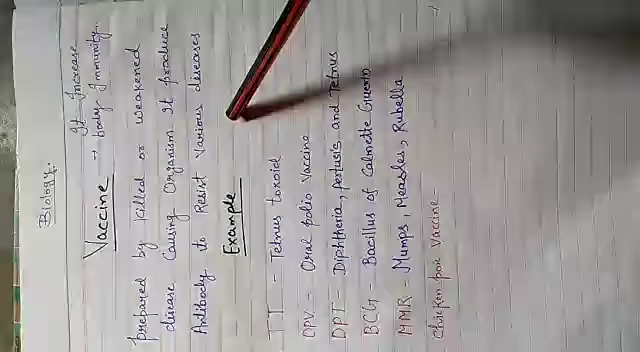 Biology.
Vaccine → It Increase
body Immunity.
prepared by killed or weakened
disease Causing Organism It produce
Antibody to Resist Various diseases
Example
TT - Tetnus toxoid
OPV - Oral polio Vaccine
DPT - Diphtheria, pertusis and Tetnus
BCG - Bacillus of Calmette Guerin
MMR - Mumps, Measles, Rubella
Chicken pox Vaccine -